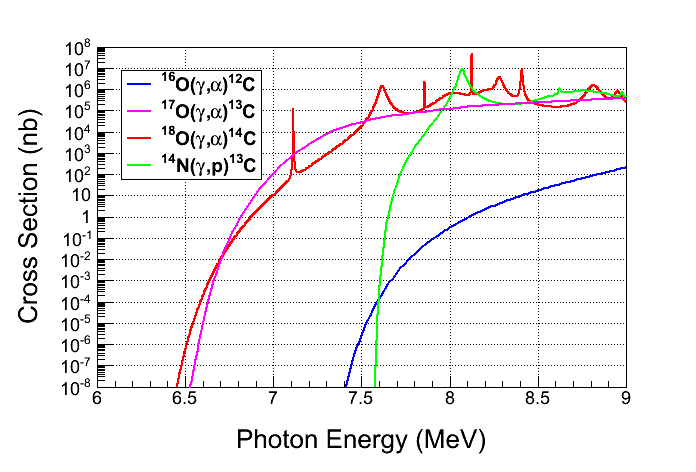 10⁸
10⁷
10⁶
10⁵
10⁴
10³
10²
10
1
10⁻¹
10⁻²
10⁻³
10⁻⁴
10⁻⁵
10⁻⁶
10⁻⁷
10⁻⁸
Cross Section (nb)
¹⁶O(γ,α)¹²C
¹⁷O(γ,α)¹³C
¹⁸O(γ,α)¹⁴C
¹⁴N(γ,p)¹³C
6 6.5 7 7.5 8 8.5 9
Photon Energy (MeV)